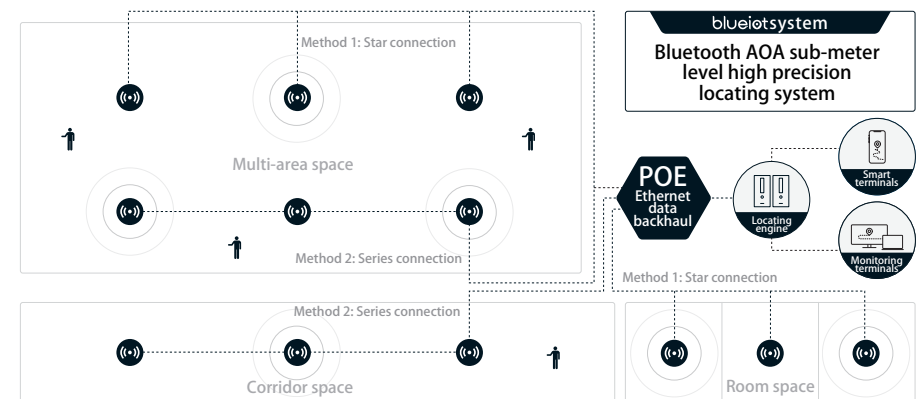 blueiotsystem
Bluetooth AOA sub-meter
level high precision
locating system
Method 1: Star connection
Multi-area space
Method 2: Series connection
POE
Ethernet
data
backhaul
Locating
engine
Smart
terminals
Monitoring
terminals
Method 1: Star connection
Method 2: Series connection
Corridor space
Room space